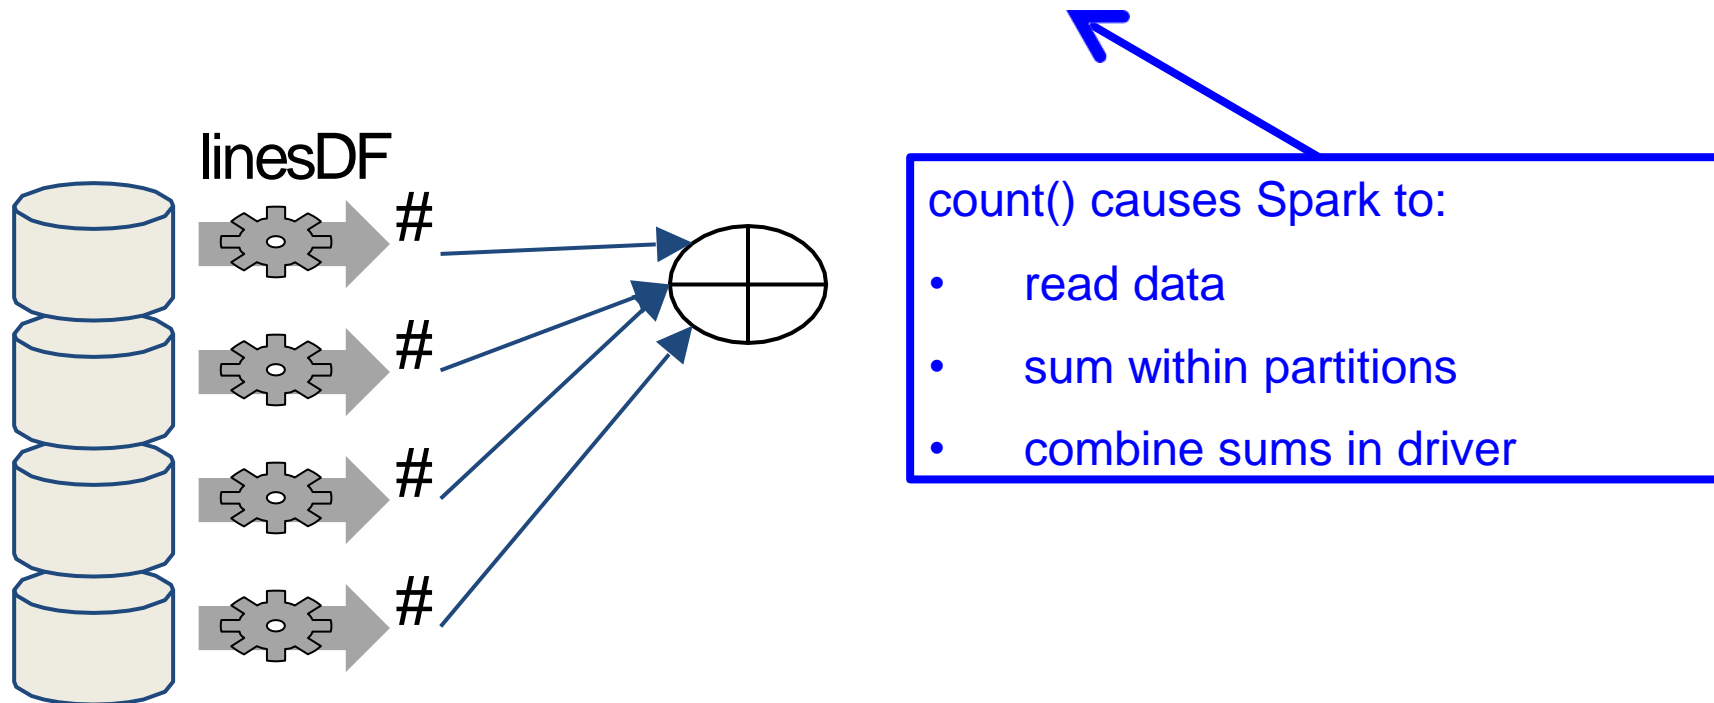 linesDF
#
#
#
#
count() causes Spark to:
• read data
• sum within partitions
• combine sums in driver